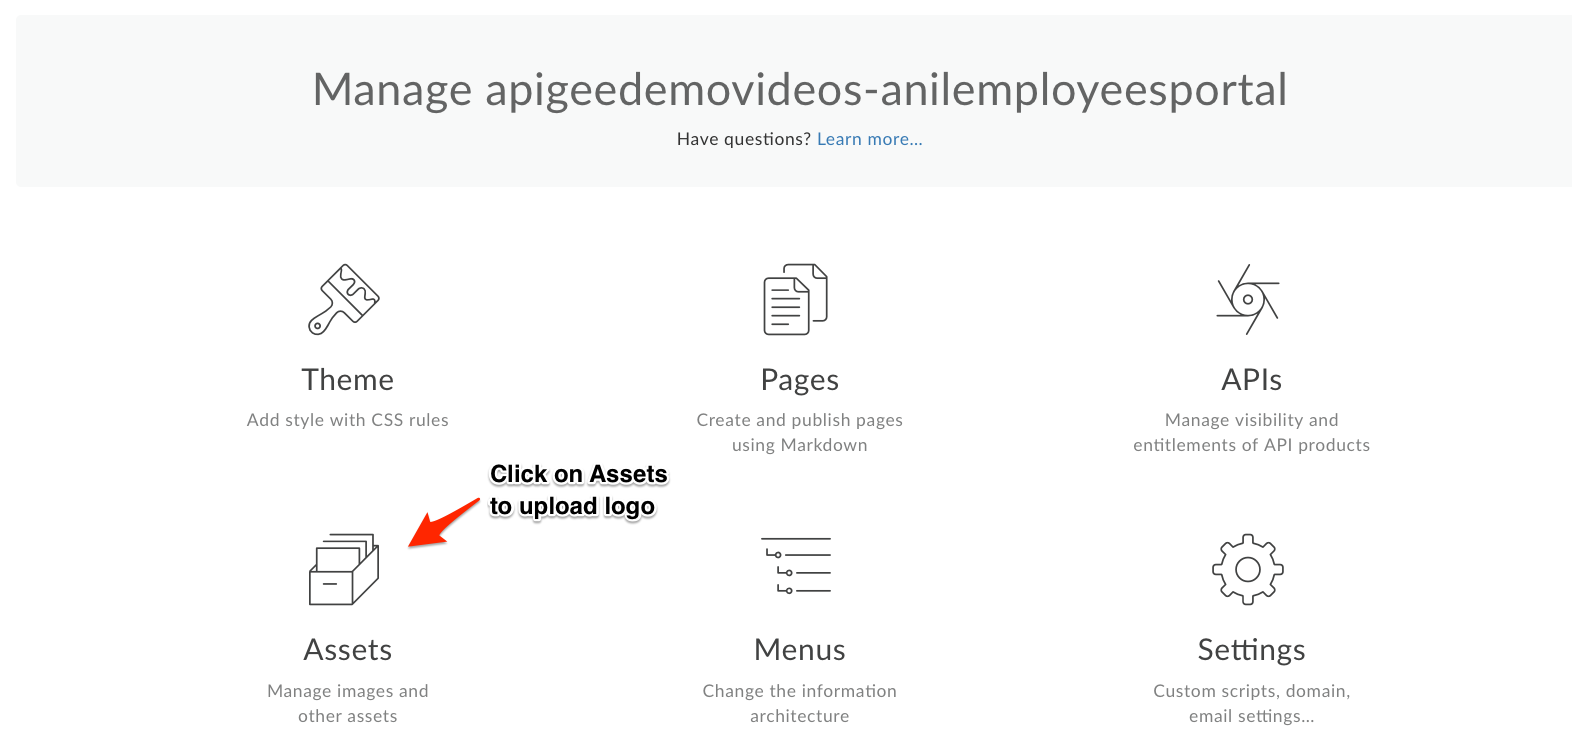 Manage apigeedemovideos-anilemployeesportal
Have questions? Learn more...
Theme
Add style with CSS rules
Pages
Create and publish pages
using Markdown
APIs
Manage visibility and
entitlements of API products
Click on Assets
to upload logo
Assets
Manage images and
other assets
Menus
Change the information
architecture
Settings
Custom scripts, domain,
email settings...